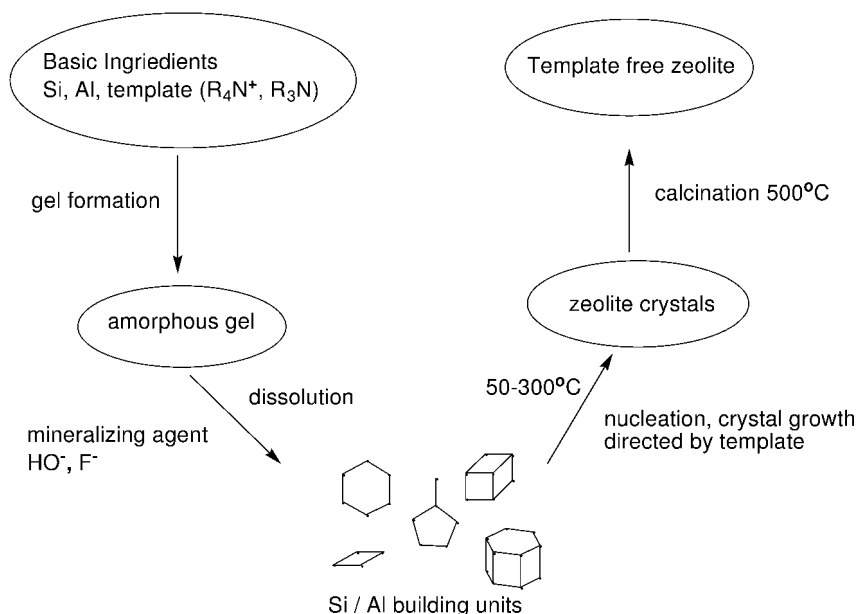 Basic Ingriedients
Si, Al, template (R₄N⁺, R₃N)
gel formation
amorphous gel
dissolution
mineralizing agent
HO⁻, F⁻
Si / Al building units
50-300°C
nucleation, crystal growth
directed by template
zeolite crystals
calcination 500°C
Template free zeolite